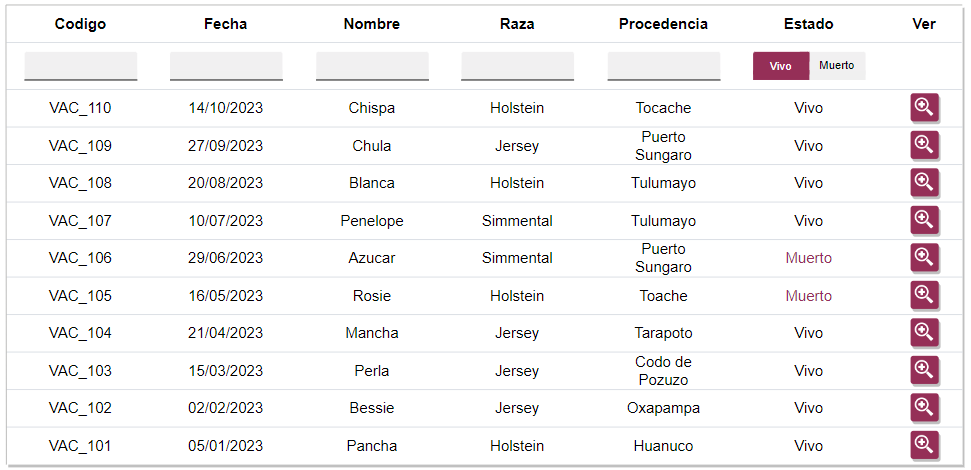 Codigo Fecha Nombre Raza Procedencia Estado Ver
Vivo Muerto
VAC_110 14/10/2023 Chispa Holstein Tocache Vivo
VAC_109 27/09/2023 Chula Jersey Puerto Sungaro Vivo
VAC_108 20/08/2023 Blanca Holstein Tulumayo Vivo
VAC_107 10/07/2023 Penelope Simmental Tulumayo Vivo
VAC_106 29/06/2023 Azucar Simmental Puerto Sungaro Muerto
VAC_105 16/05/2023 Rosie Holstein Toache Muerto
VAC_104 21/04/2023 Mancha Jersey Tarapoto Vivo
VAC_103 15/03/2023 Perla Jersey Codo de Pozuzo Vivo
VAC_102 02/02/2023 Bessie Jersey Oxapampa Vivo
VAC_101 05/01/2023 Pancha Holstein Huanuco Vivo